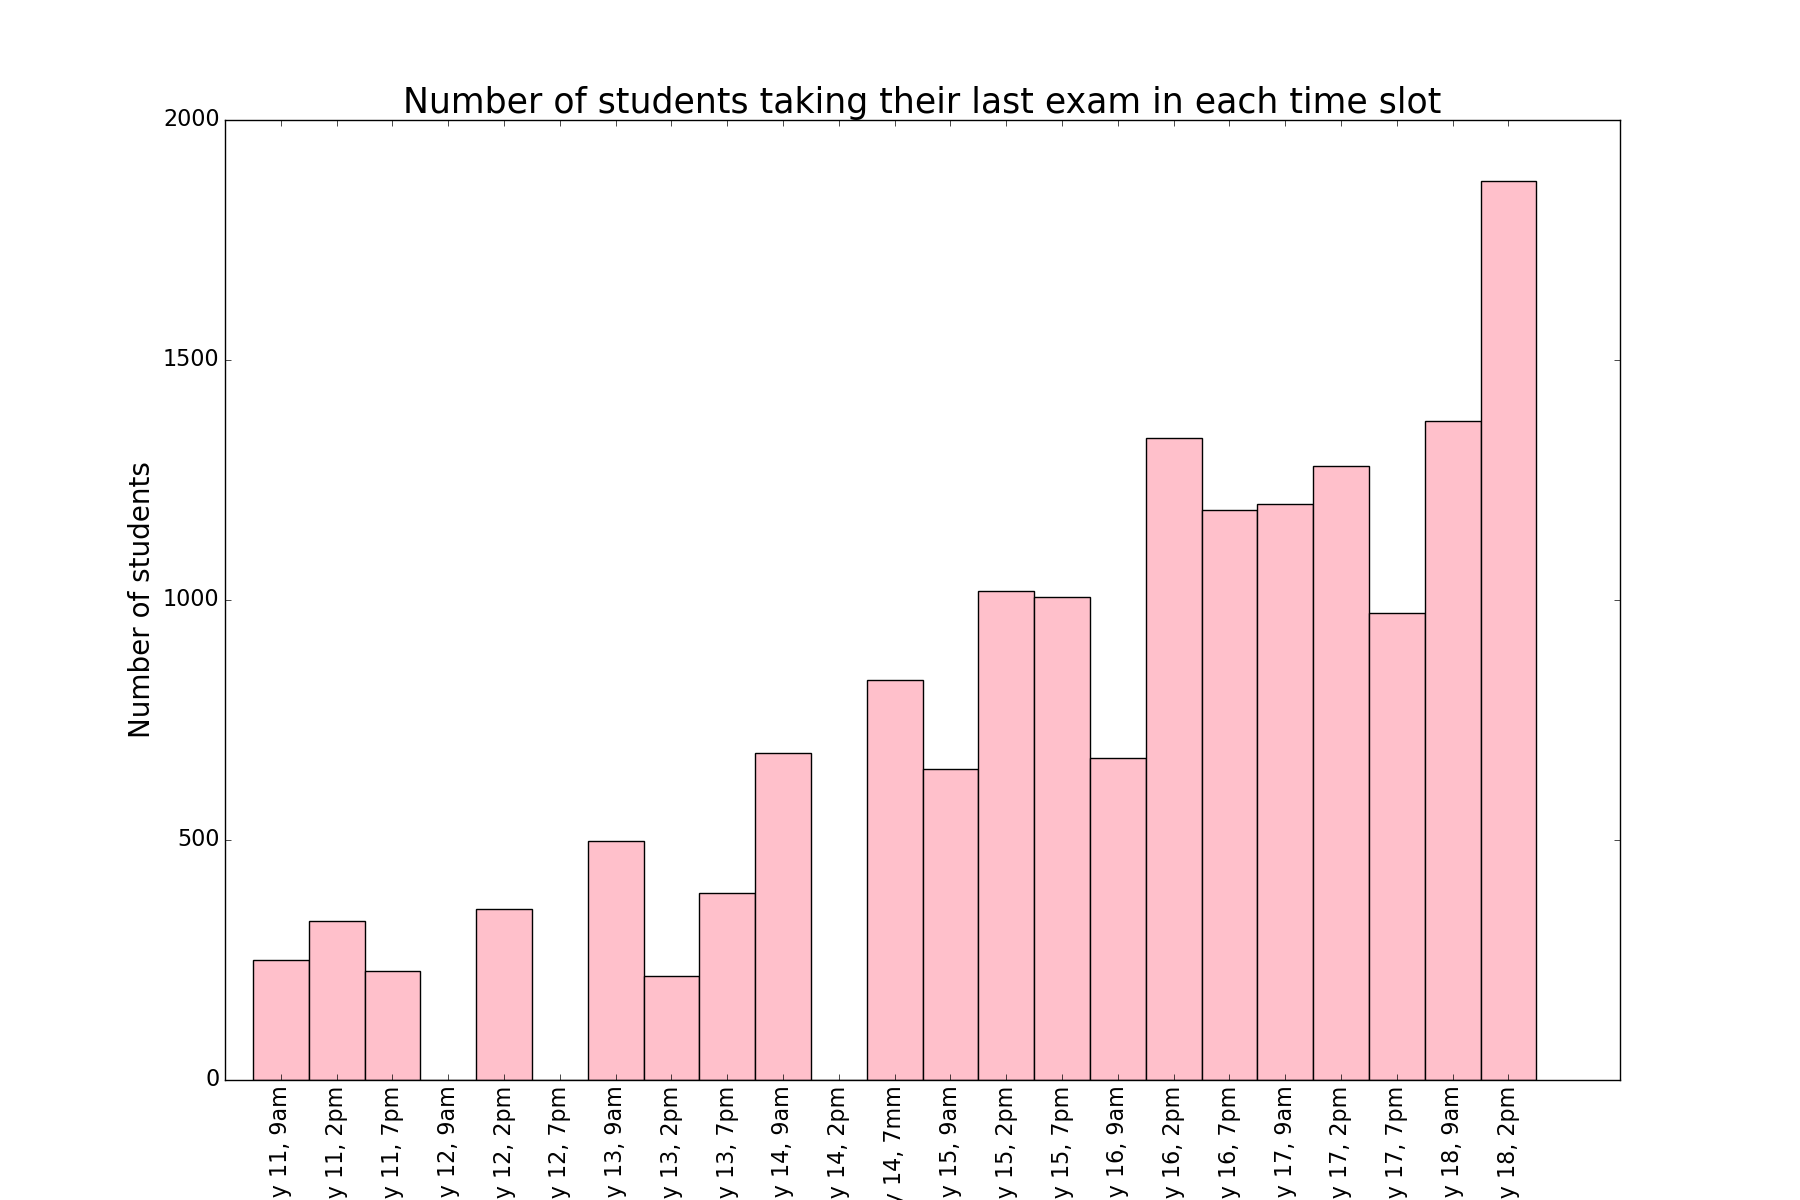 Number of students taking their last exam in each time slot
Number of students
2000
1500
1000
500
0
y 11, 9am
y 11, 2pm
y 11, 7pm
y 12, 9am
y 12, 2pm
y 12, 7pm
y 13, 9am
y 13, 2pm
y 13, 7pm
y 14, 9am
y 14, 2pm
y 14, 7mm
y 15, 9am
y 15, 2pm
y 15, 7pm
y 16, 9am
y 16, 2pm
y 16, 7pm
y 17, 9am
y 17, 2pm
y 17, 7pm
y 18, 9am
y 18, 2pm